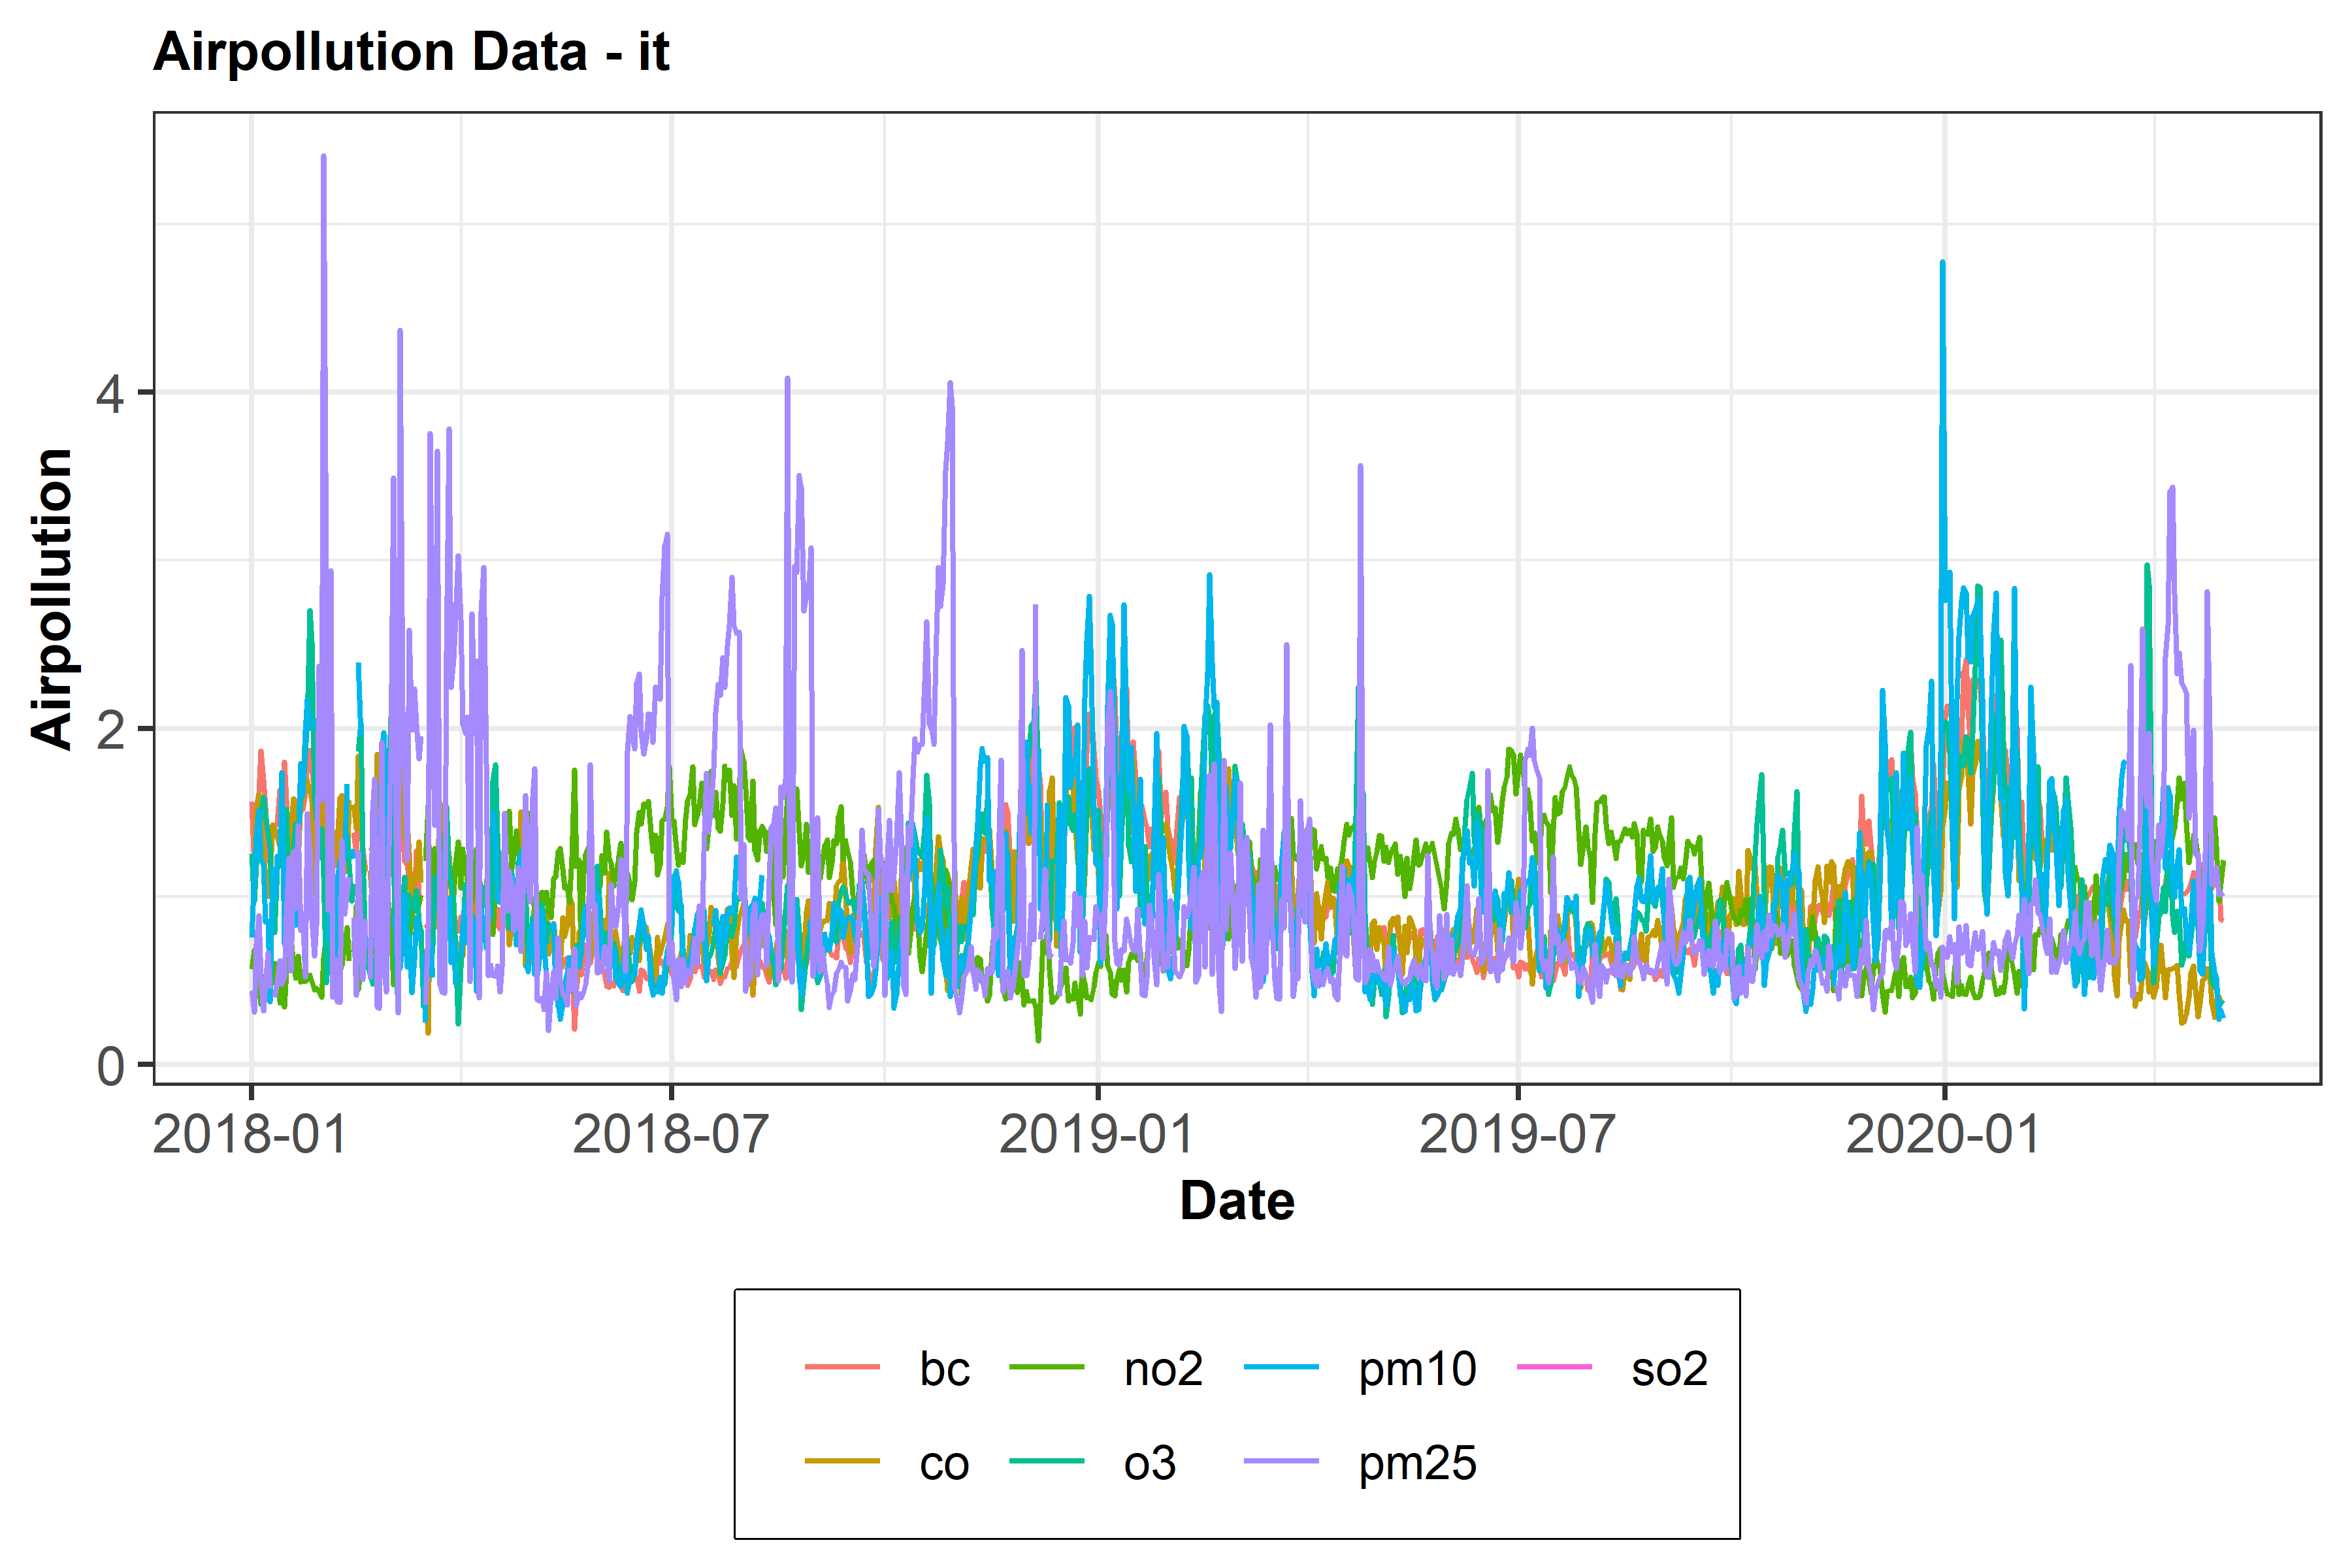 Airpollution Data - it
Airpollution
4
2
0
2018-01 2018-07 2019-01 2019-07 2020-01
Date
bc no2 pm10 so2
co o3 pm25